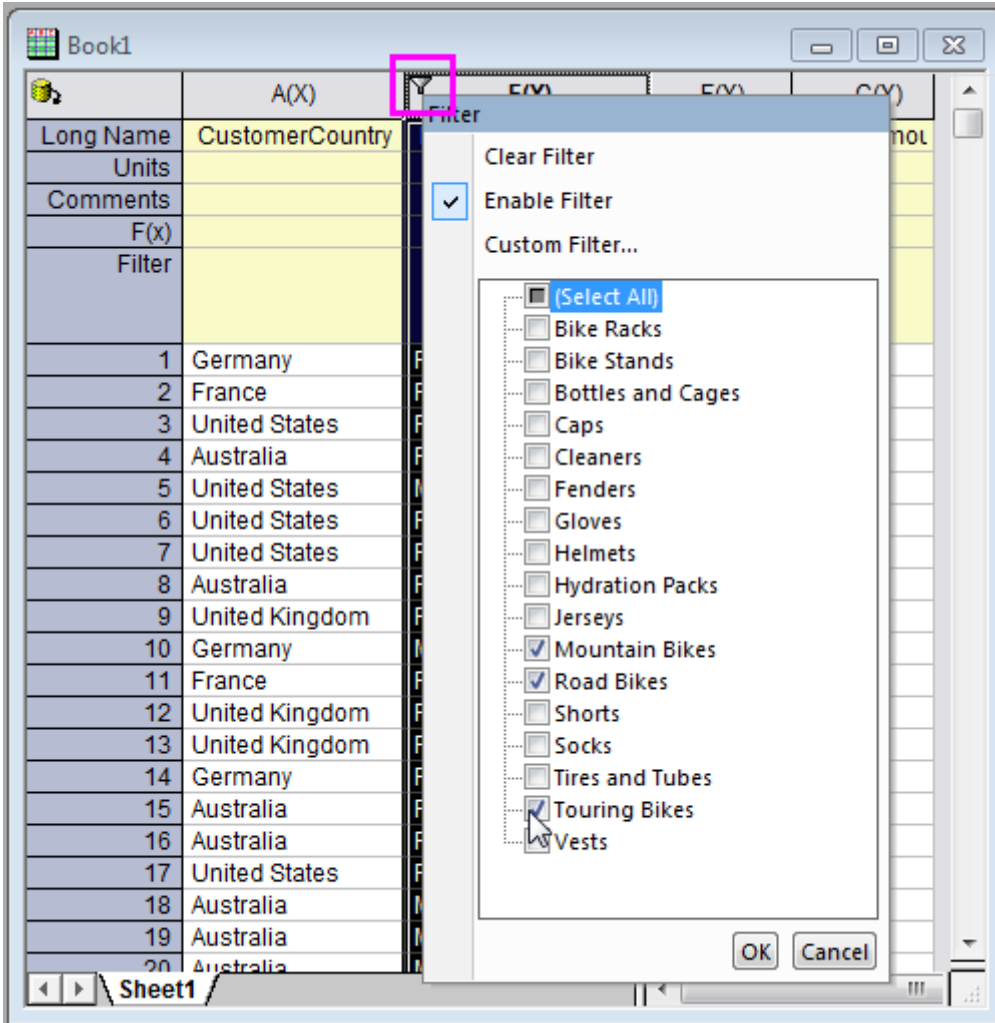 Book1
A(X)
Long Name CustomerCountry
Units
Comments
F(x)
Filter
1 Germany
2 France
3 United States
4 Australia
5 United States
6 United States
7 United States
8 Australia
9 United Kingdom
10 Germany
11 France
12 United Kingdom
13 United Kingdom
14 Germany
15 Australia
16 Australia
17 United States
18 Australia
19 Australia
20 Australia
Sheet1
Filter
Clear Filter
Enable Filter
Custom Filter...
(Select All)
Bike Racks
Bike Stands
Bottles and Cages
Caps
Cleaners
Fenders
Gloves
Helmets
Hydration Packs
Jerseys
Mountain Bikes
Road Bikes
Shorts
Socks
Tires and Tubes
Touring Bikes
Vests
OK Cancel